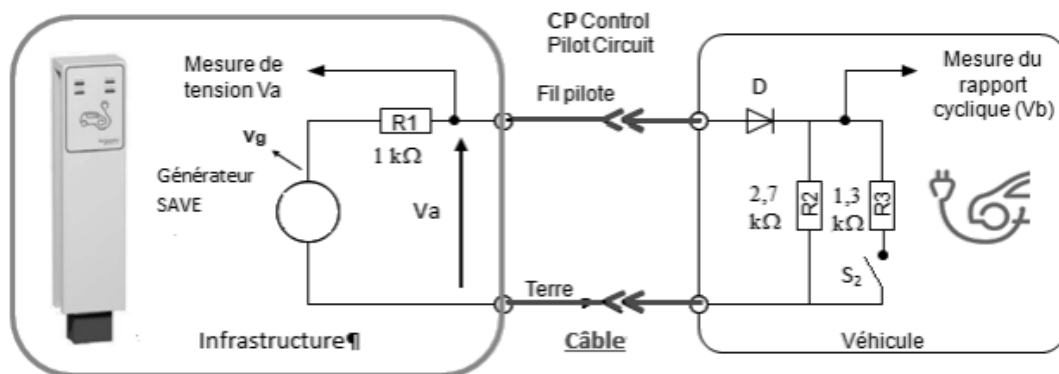 CP Control
Pilot Circuit
Mesure de
tension Va
Mesure du
rapport
cyclique (Vb)
Fil pilote
D
R1
vg
1 kΩ
Générateur
SAVE
Va
2,7
kΩ
R2
1,3
kΩ
R3
S2
Terre
Infrastructure¶
Câble
Véhicule